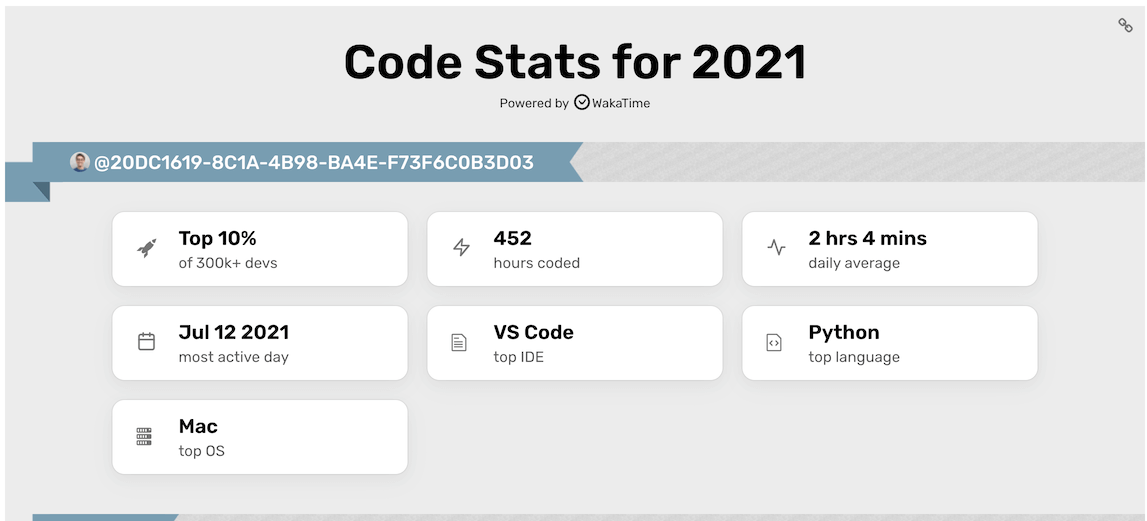 Code Stats for 2021
Powered by WakaTime
@20DC1619-8C1A-4B98-BA4E-F73F6C0B3D03
Top 10%
of 300k+ devs
452
hours coded
2 hrs 4 mins
daily average
Jul 12 2021
most active day
VS Code
top IDE
Python
top language
Mac
top OS